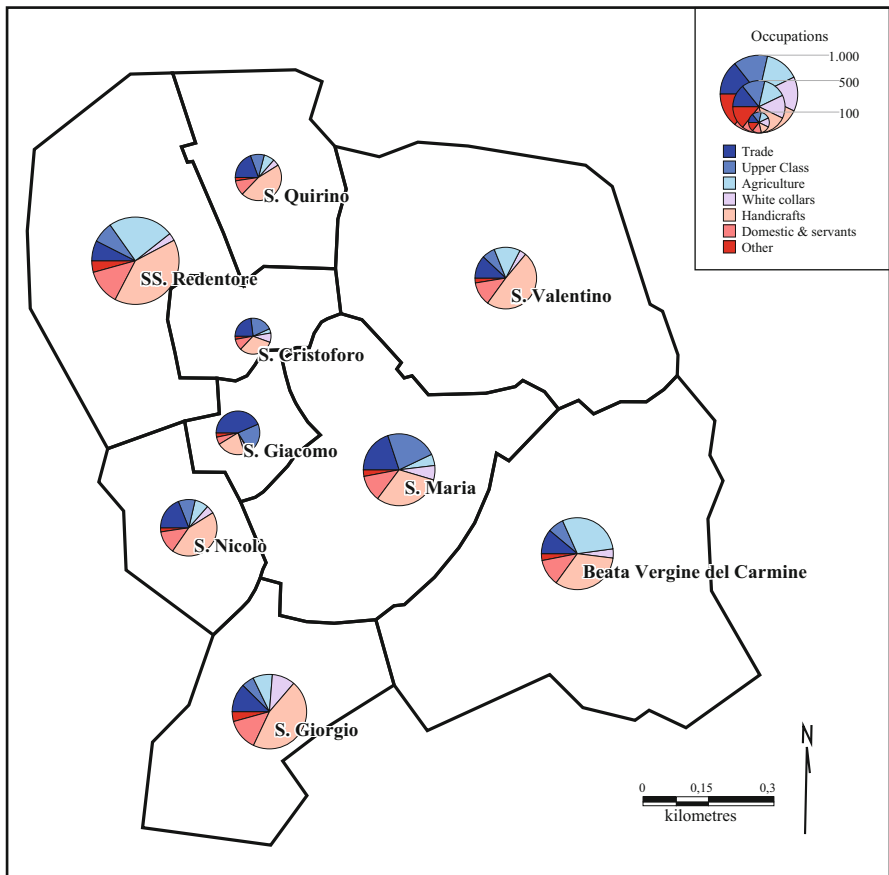 Occupations
1.000
500
100
Trade
Upper Class
Agriculture
White collars
Handicrafts
Domestic & servants
Other
S. Quirino
SS. Redentore
S. Valentino
S. Cristoforo
S. Giacomo
S. Maria
S. Nicolò
Beata Vergine del Carmine
S. Giorgio
N
0 0,15 0,3
kilometres